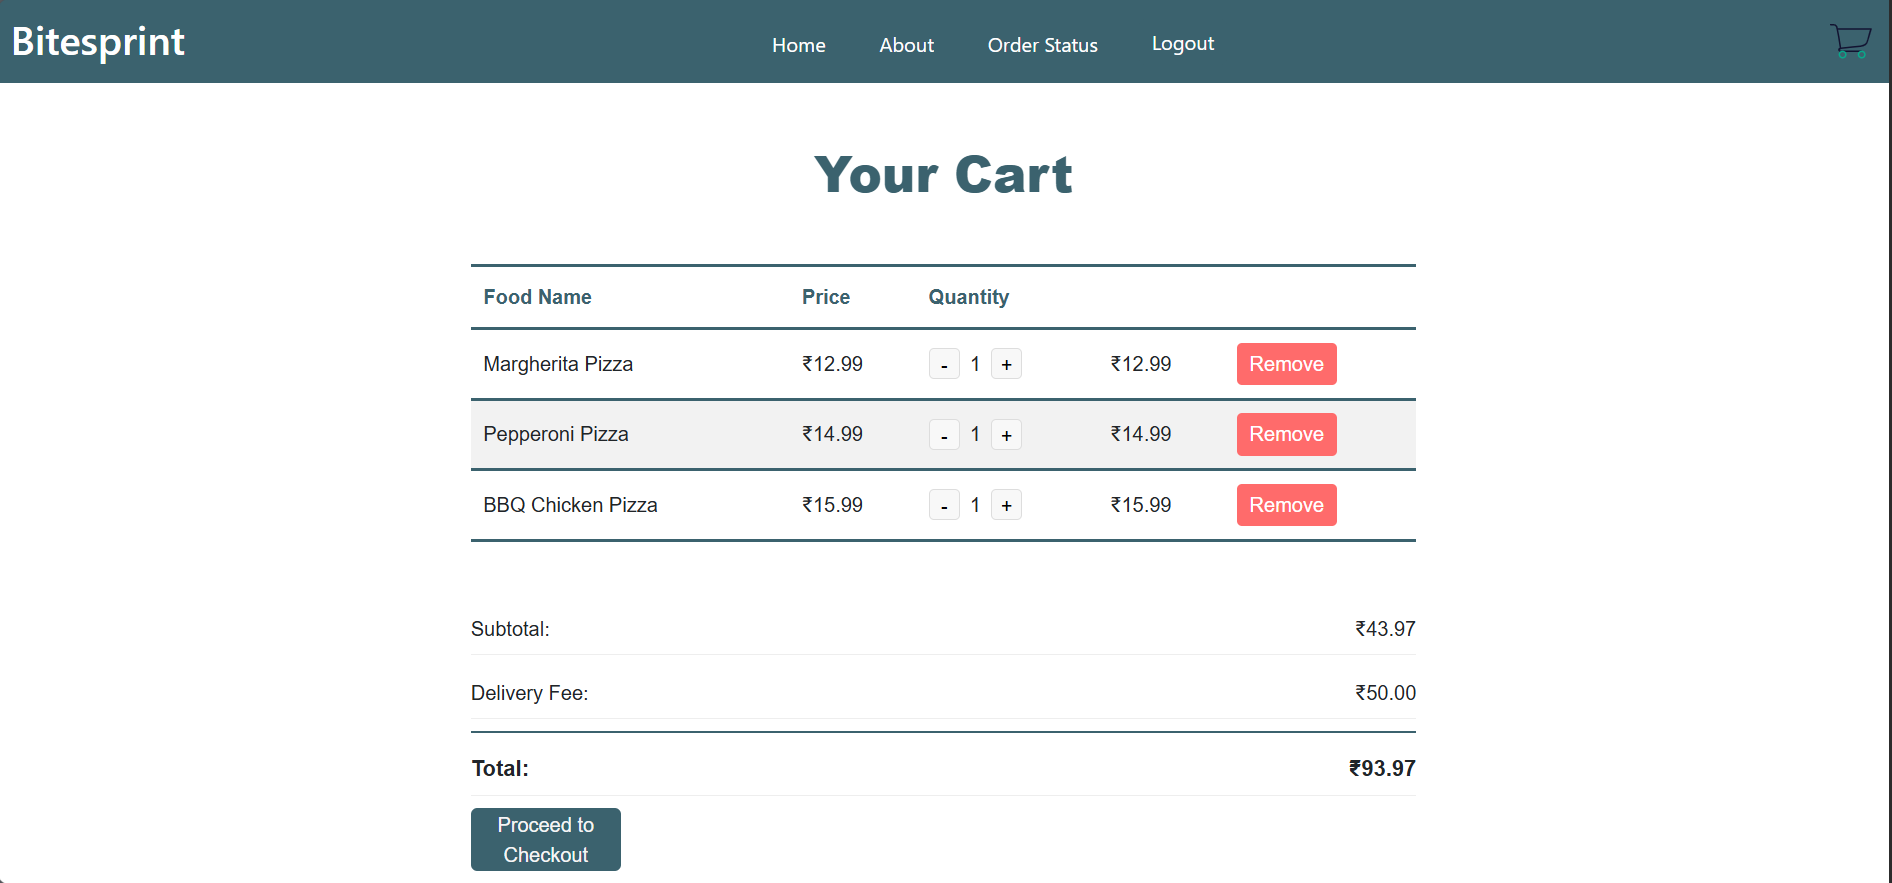 Bitesprint Home About Order Status Logout
Your Cart
Food Name Price Quantity
Margherita Pizza ₹12.99 - 1 + ₹12.99 Remove
Pepperoni Pizza ₹14.99 - 1 + ₹14.99 Remove
BBQ Chicken Pizza ₹15.99 - 1 + ₹15.99 Remove
Subtotal: ₹43.97
Delivery Fee: ₹50.00
Total: ₹93.97
Proceed to
Checkout